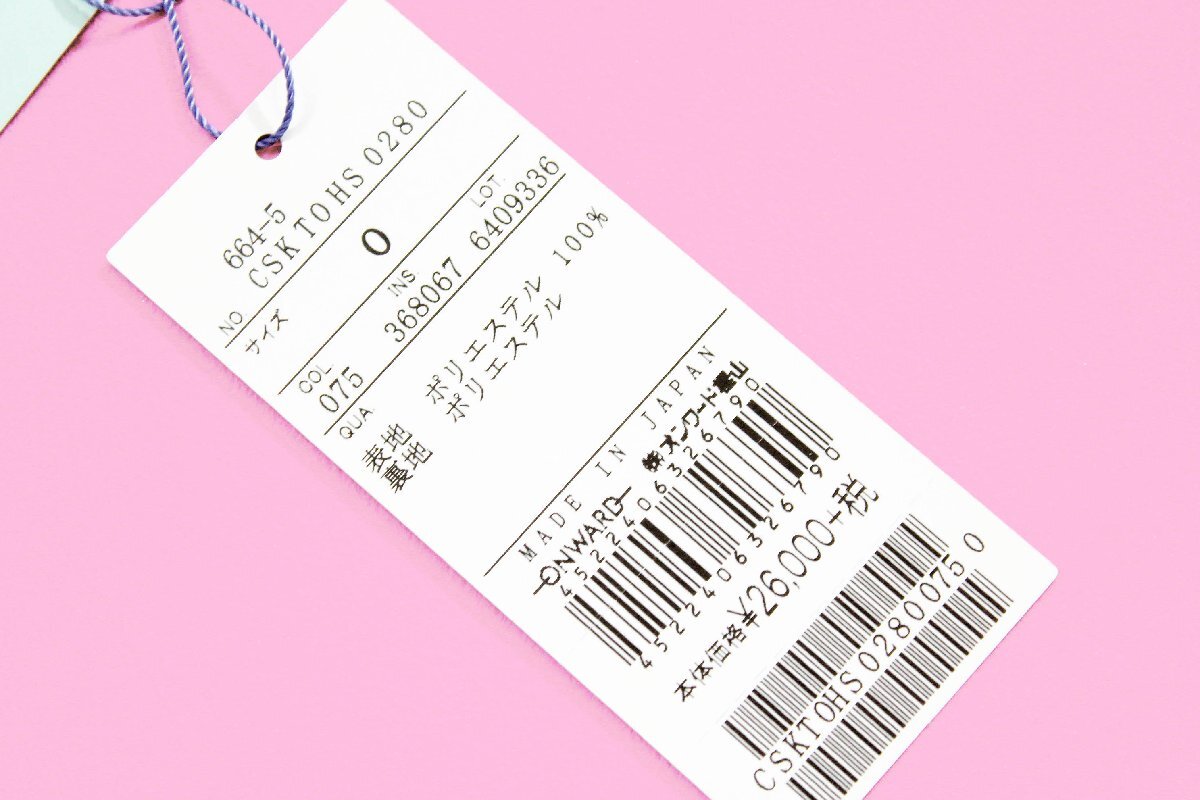 664-5
NO CSKTOHS0280
サイズ 0
COL INS LOT.
075 368067 6409336
QUA
表地 ポリエステル 100%
裏地 ポリエステル
MADE IN JAPAN
ONWARD ㈱オンワード樫山
4522406326790
4522406326790
本体価格 ¥26,000+税
CSKTOHS0280075 0